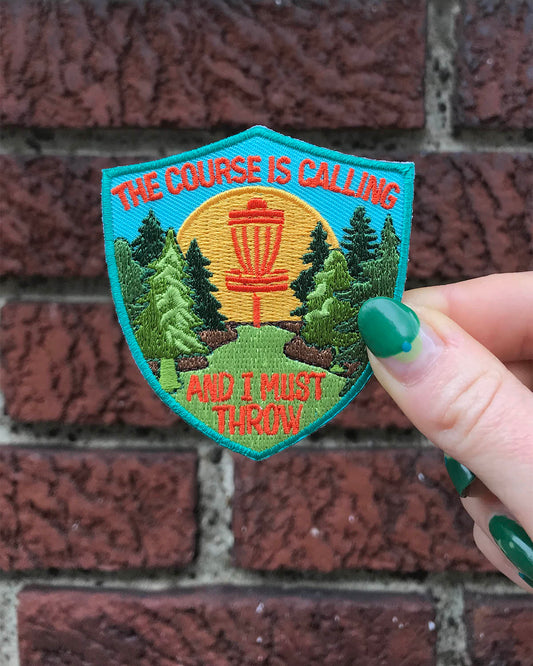 THE COURSE IS CALLING
AND I MUST
THROW